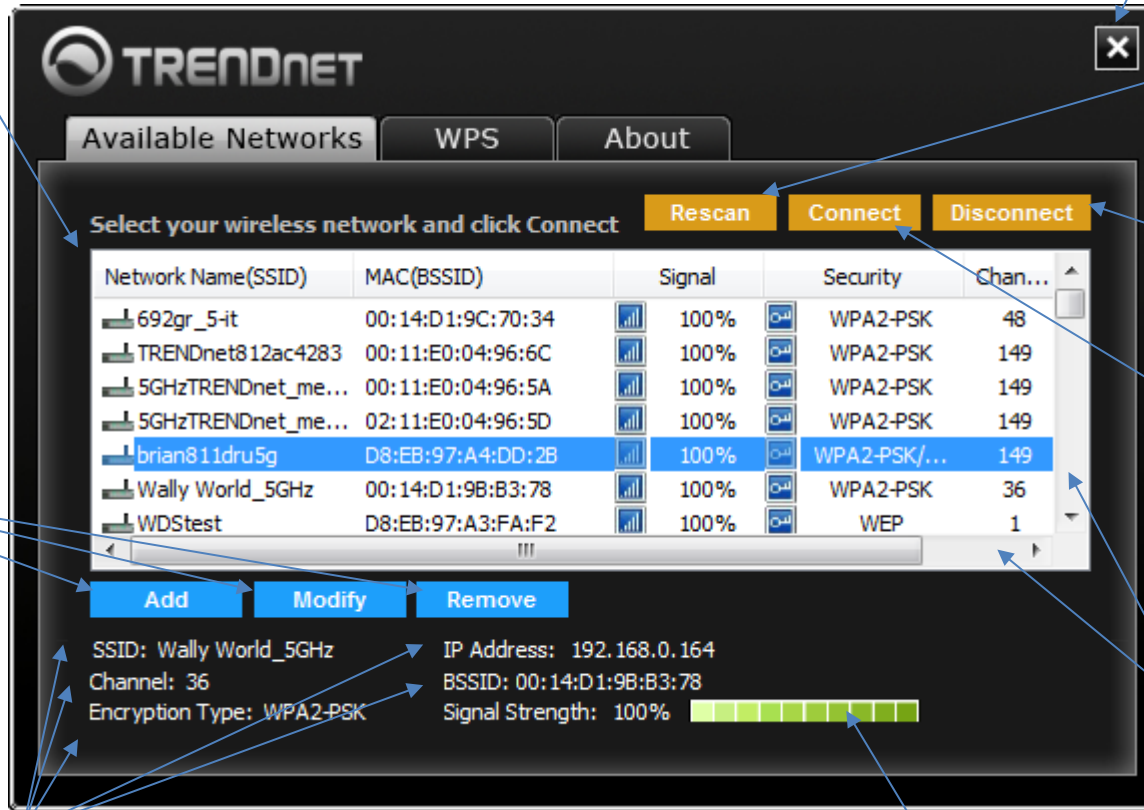 TRENDNET
Available Networks WPS About
Select your wireless network and click Connect Rescan Connect Disconnect
Network Name(SSID) MAC(BSSID) Signal Security Chan...
692gr_5-it 00:14:D1:9C:70:34 100% WPA2-PSK 48
TRENDnet812ac4283 00:11:E0:04:96:6C 100% WPA2-PSK 149
5GHzTRENDnet_me... 00:11:E0:04:96:5A 100% WPA2-PSK 149
5GHzTRENDnet_me... 02:11:E0:04:96:5D 100% WPA2-PSK 149
brian811dru5g D8:EB:97:A4:DD:2B 100% WPA2-PSK/... 149
Wally World_5GHz 00:14:D1:9B:B3:78 100% WPA2-PSK 36
WDStest D8:EB:97:A3:FA:F2 100% WEP 1
Add Modify Remove
SSID: Wally World_5GHz IP Address: 192.168.0.164
Channel: 36 BSSID: 00:14:D1:9B:B3:78
Encryption Type: WPA2-PSK Signal Strength: 100%